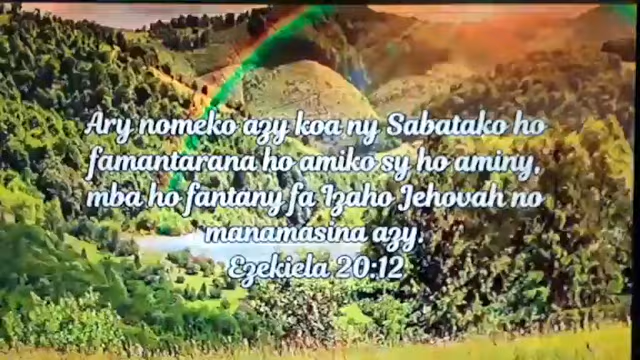 Ary nomeko azy koa ny Sabatako ho
famantarana ho amiko sy ho aminy,
mba ho fantany fa Izaho Jehovah no
manamasina azy.
Ezekiela 20:12